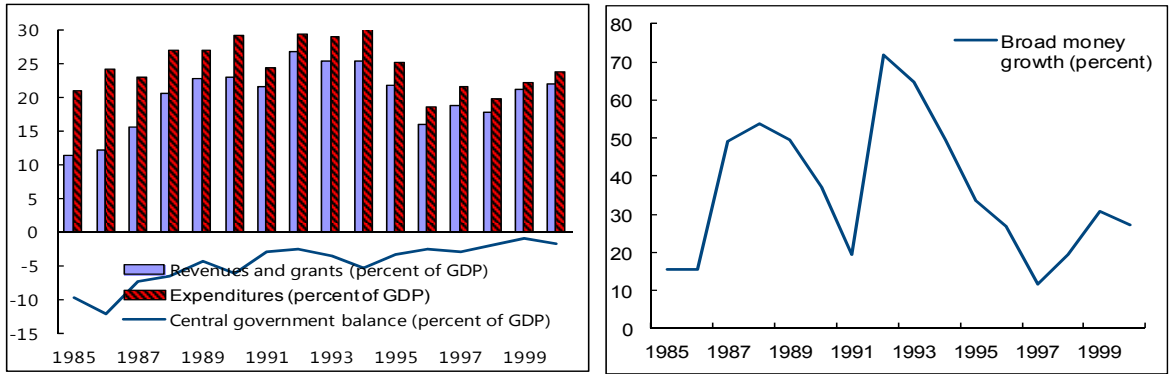 30
25
20
15
10
5
0
-5
-10
-15
Revenues and grants (percent of GDP)
Expenditures (percent of GDP)
Central government balance (percent of GDP)
1985 1987 1989 1991 1993 1995 1997 1999
80
70
60
50
40
30
20
10
0
Broad money
growth (percent)
1985 1987 1989 1991 1993 1995 1997 1999